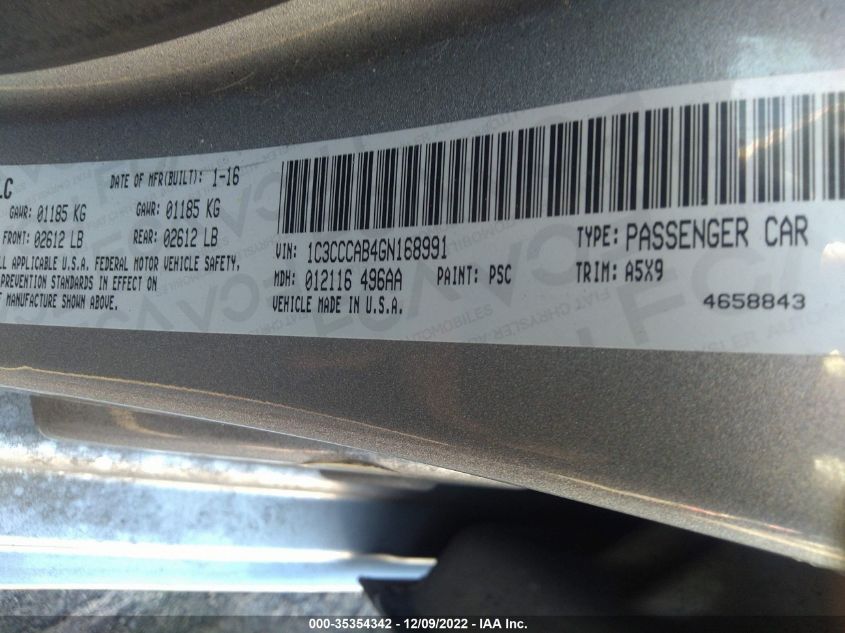 LC
DATE OF MFR(BUILT): 1-16
GAWR: 01185 KG GAWR: 01185 KG
FRONT: 02612 LB REAR: 02612 LB
ALL APPLICABLE U.S.A. FEDERAL MOTOR VEHICLE SAFETY,
PREVENTION STANDARDS IN EFFECT ON
F MANUFACTURE SHOWN ABOVE.
VIN: 1C3CCCAB4GN168991 TYPE: PASSENGER CAR
MDH: 012116 496AA PAINT: PSC TRIM: A5X9
VEHICLE MADE IN U.S.A. 4658843
000-35354342 - 12/09/2022 - IAA Inc.